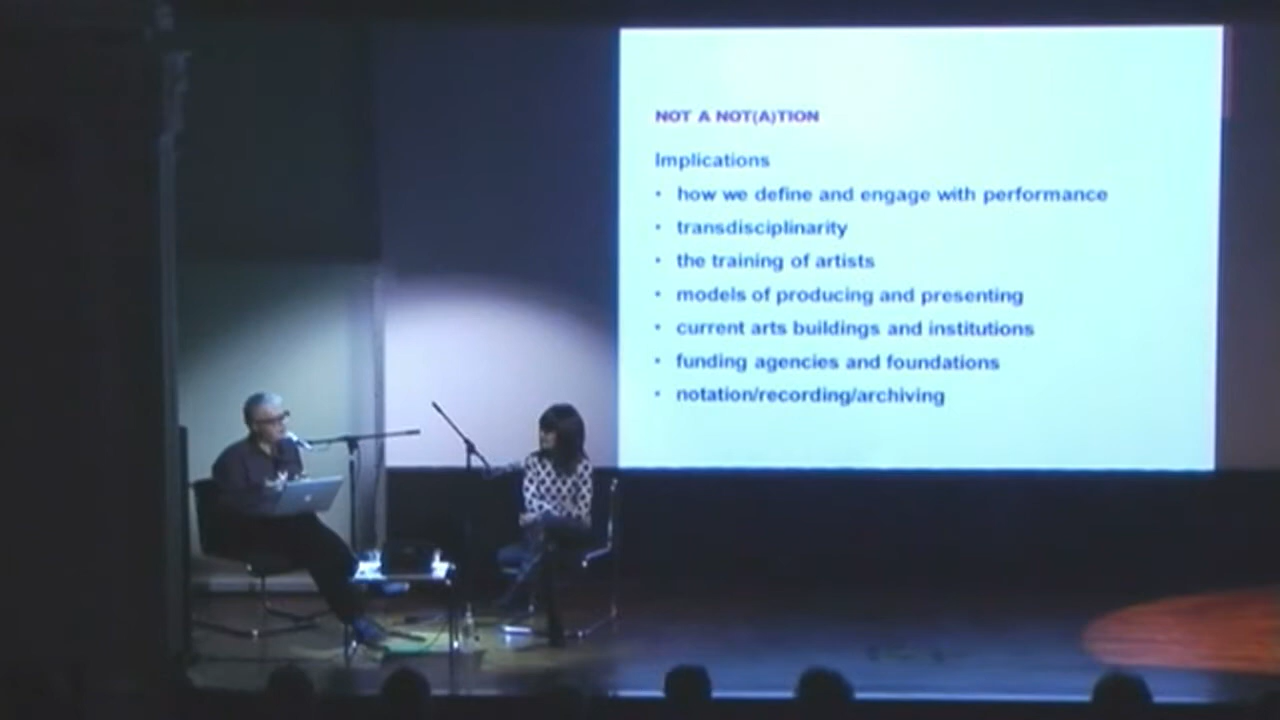 NOT A NOT(A)TION
Implications
• how we define and engage with performance
• transdisciplinarity
• the training of artists
• models of producing and presenting
• current arts buildings and institutions
• funding agencies and foundations
• notation/recording/archiving